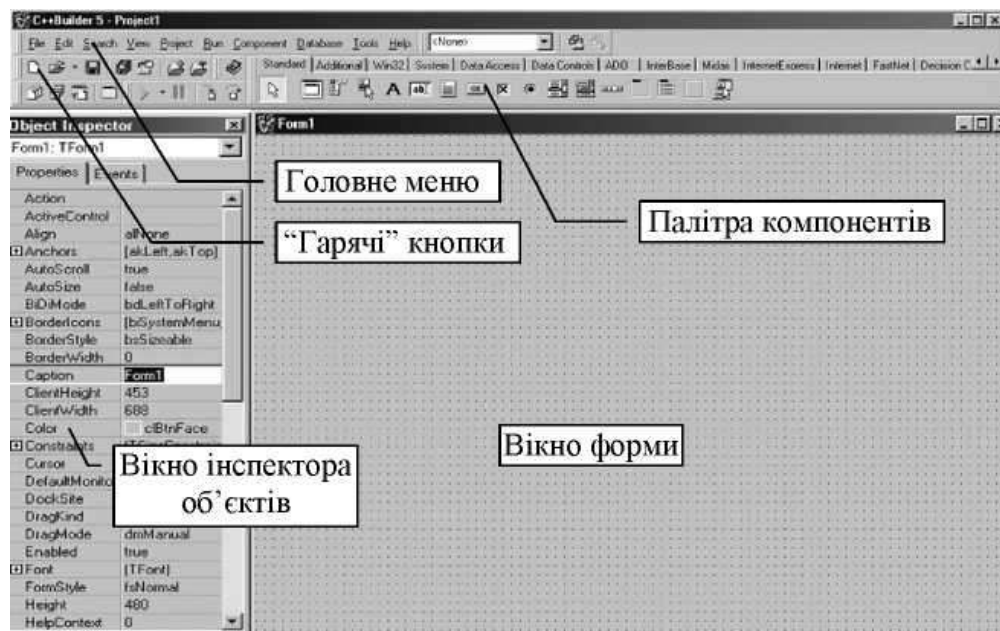 C++Builder 5 - Project1
File Edit Search View Project Run Component Database Tools Help <None>
Standard Additional Win32 System Data Access Data Controls ADO InterBase Midas InternetExpress Internet FastNet Decision C
Object Inspector
Form1
Form1: TForm1
Properties Events
Головне меню
Палітра компонентів
“Гарячі” кнопки
Action
ActiveControl
Align alNone
Anchors [akLeft,akTop]
AutoScroll true
AutoSize false
BiDiMode bdLeftToRight
BorderIcons [biSystemMenu,
BorderStyle bsSizeable
BorderWidth 0
Caption Form1
ClientHeight 453
ClientWidth 688
Color clBtnFace
Constraints
Вікно форми
Cursor
Вікно інспектора
об’єктів
DefaultMonito
DockSite
DragKind
DragMode dmManual
Enabled true
Font (TFont)
FormStyle fsNormal
Height 480
HelpContext 0